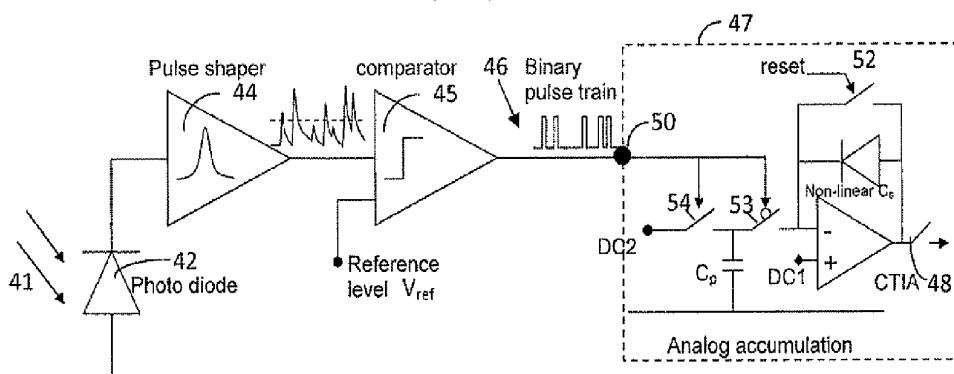 47
Pulse shaper
44
comparator
45
46
Binary
pulse train
reset
52
50
54
53
Non-linear Cs
DC2
41
42
Photo diode
Reference
level Vref
Cp
DC1
-
+
CTIA
48
Analog accumulation